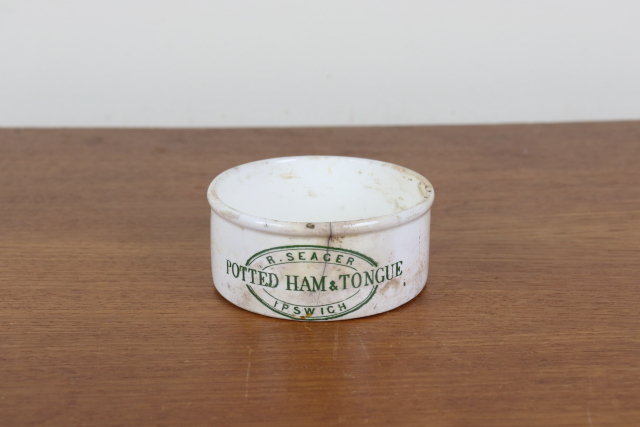 R. SEAGER
POTTED HAM & TONGUE
IPSWICH